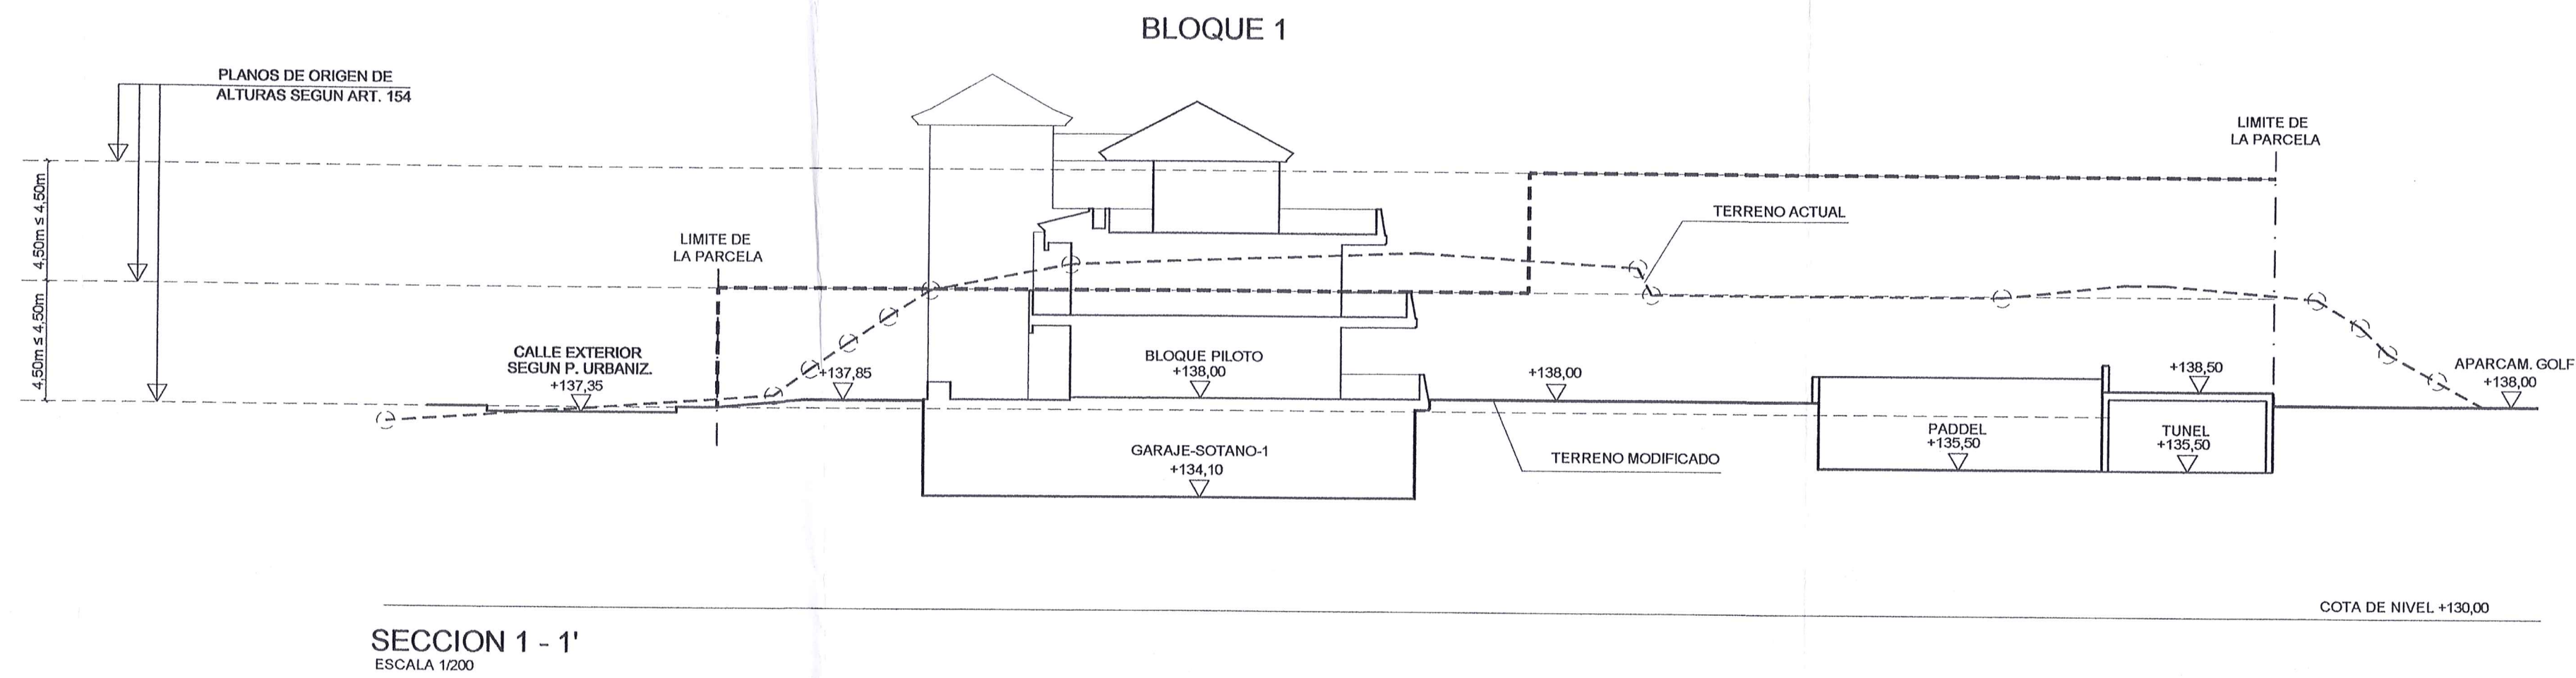 BLOQUE 1
PLANOS DE ORIGEN DE
ALTURAS SEGUN ART. 154
4,50m ≤ 4,50m
4,50m ≤ 4,50m
LIMITE DE
LA PARCELA
LIMITE DE
LA PARCELA
TERRENO ACTUAL
CALLE EXTERIOR
SEGUN P. URBANIZ.
+137,35
+137,85
BLOQUE PILOTO
+138,00
+138,00
+138,50
APARCAM. GOLF
+138,00
GARAJE-SOTANO-1
+134,10
TERRENO MODIFICADO
PADDEL
+135,50
TUNEL
+135,50
COTA DE NIVEL +130,00
SECCION 1 - 1'
ESCALA 1/200